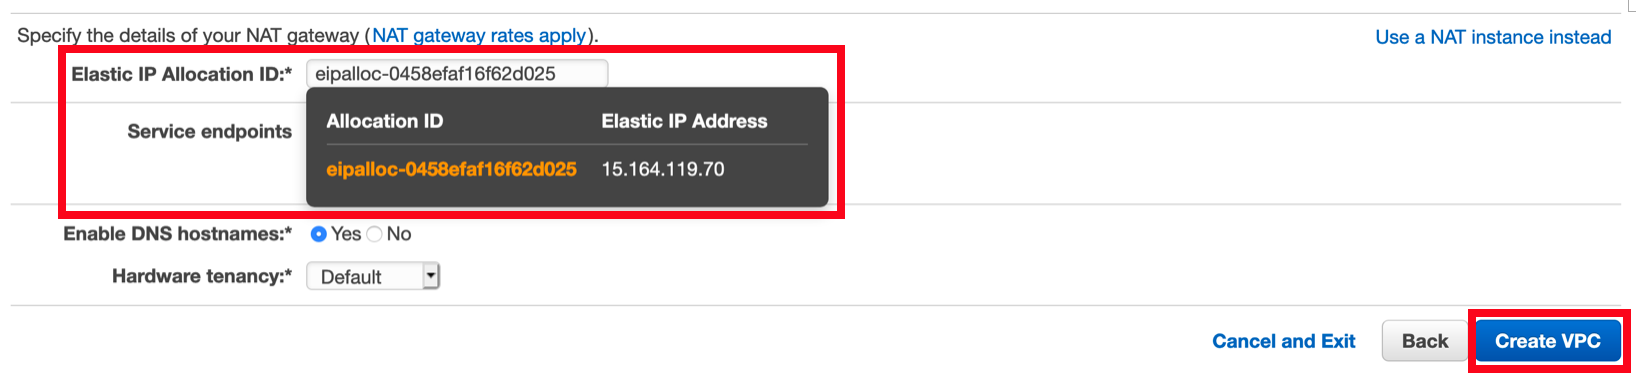 Specify the details of your NAT gateway (NAT gateway rates apply).
Use a NAT instance instead
Elastic IP Allocation ID:* eipalloc-0458efaf16f62d025
Service endpoints
Allocation ID Elastic IP Address
eipalloc-0458efaf16f62d025 15.164.119.70
Enable DNS hostnames:* Yes No
Hardware tenancy:* Default
Cancel and Exit Back Create VPC